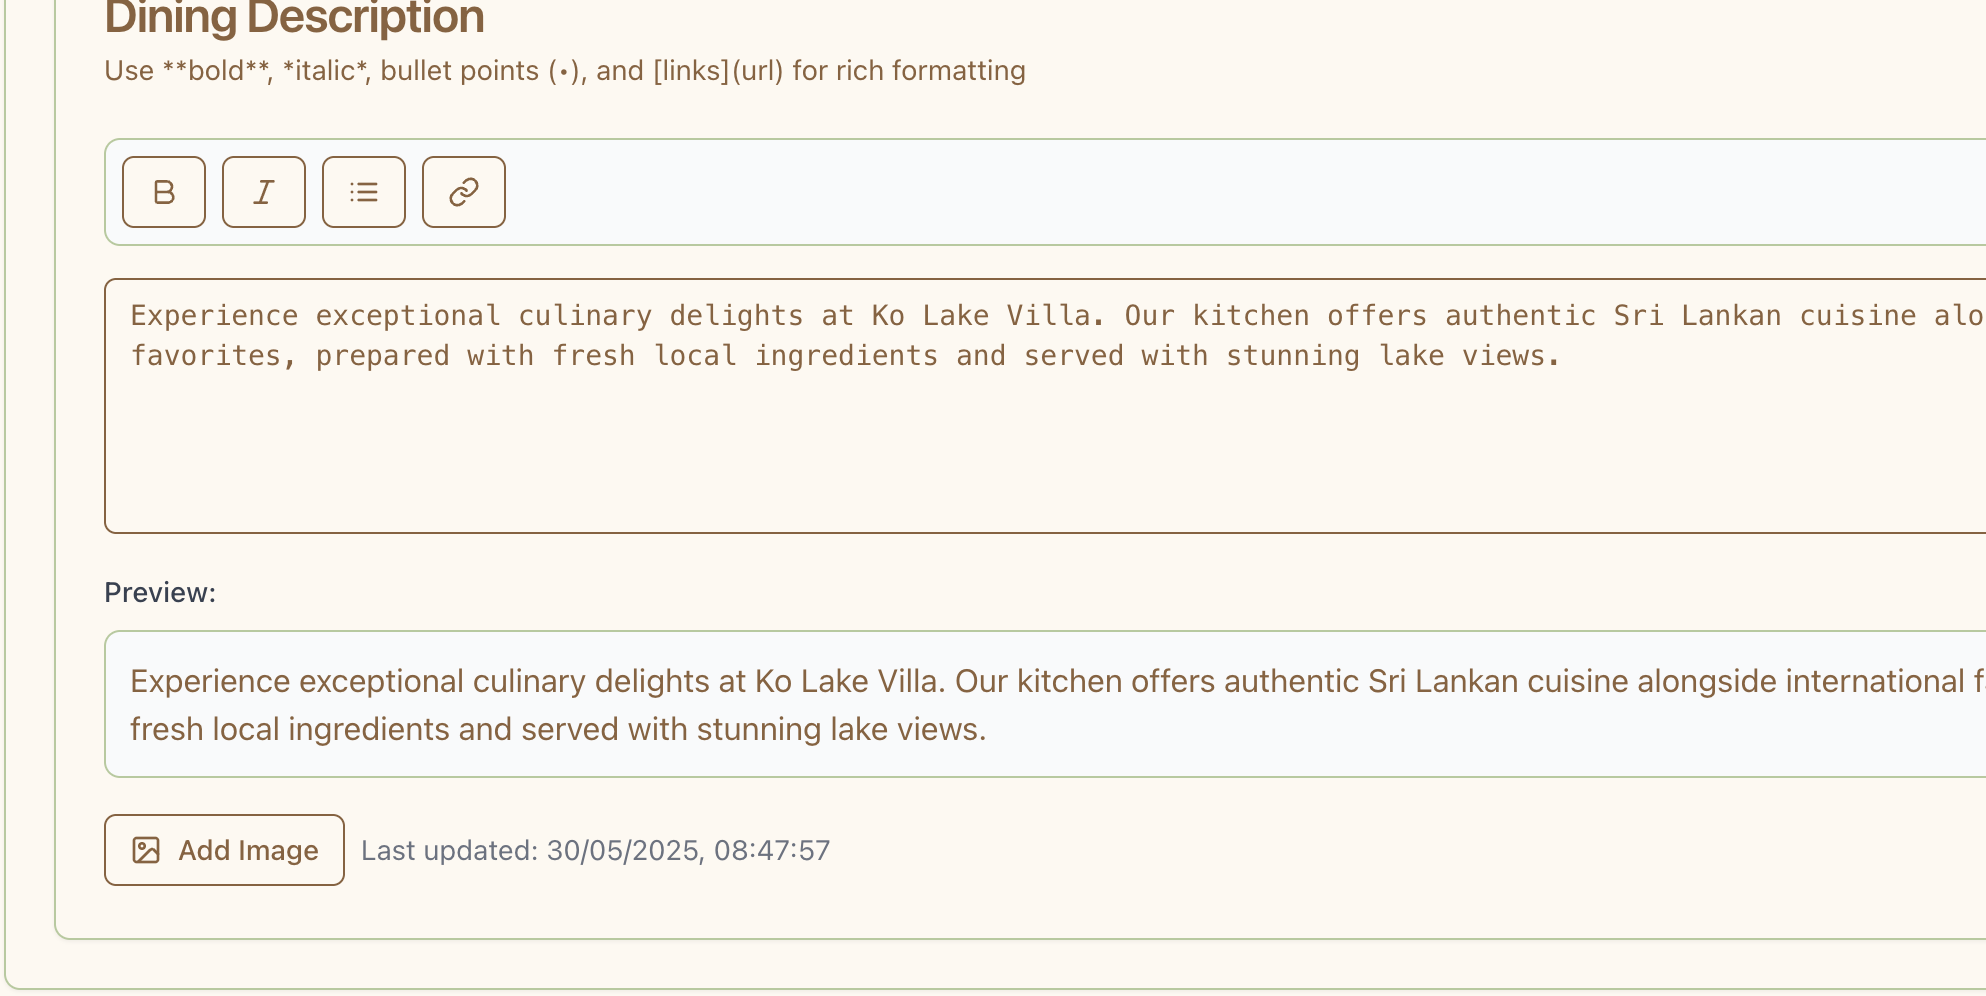 Dining Description
Use **bold**, *italic*, bullet points (•), and [links](url) for rich formatting
B I
Experience exceptional culinary delights at Ko Lake Villa. Our kitchen offers authentic Sri Lankan cuisine
favorites, prepared with fresh local ingredients and served with stunning lake views.
Preview:
Experience exceptional culinary delights at Ko Lake Villa. Our kitchen offers authentic Sri Lankan cuisine alongside international
fresh local ingredients and served with stunning lake views.
Add Image Last updated: 30/05/2025, 08:47:57